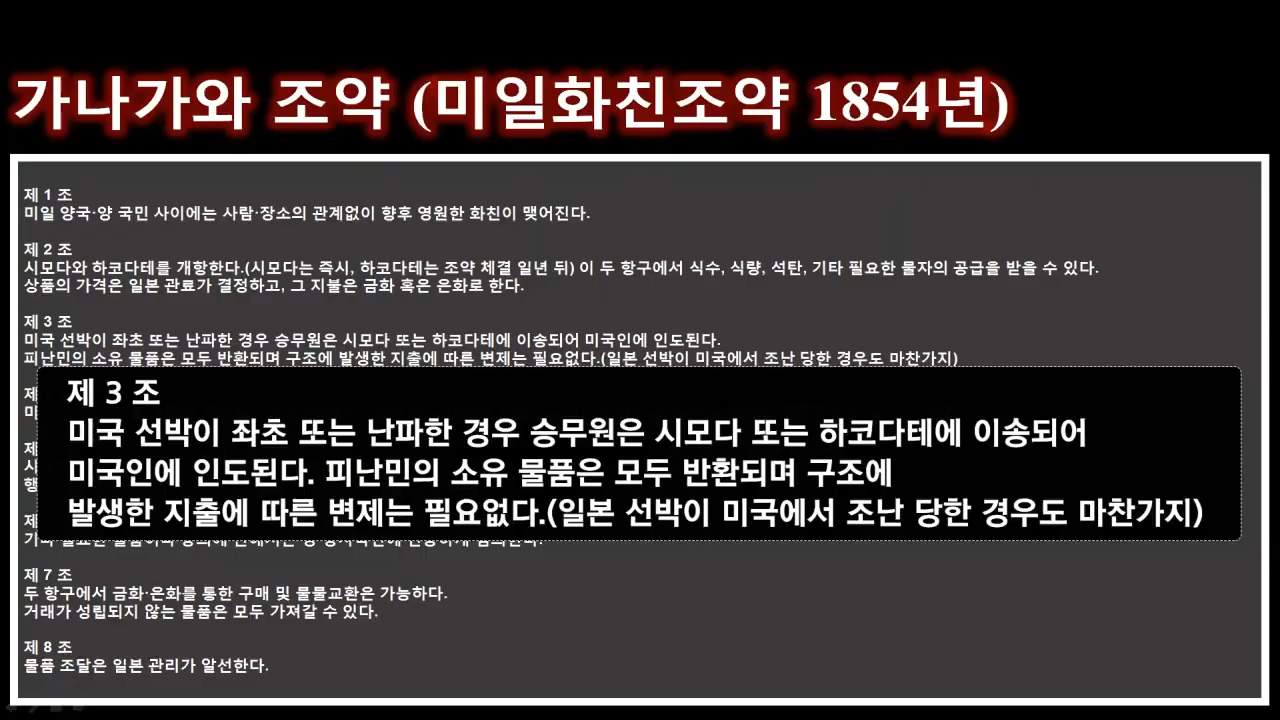 가나가와 조약 (미일화친조약 1854년)
제 1 조
미일 양국·양 국민 사이에는 사람·장소의 관계없이 향후 영원한 화친이 맺어진다.
제 2 조
시모다와 하코다테를 개항한다.(시모다는 즉시, 하코다테는 조약 체결 일년 뒤) 이 두 항구에서 식수, 식량, 석탄, 기타 필요한 물자의 공급을 받을 수 있다.
상품의 가격은 일본 관료가 결정하고, 그 지불은 금화 혹은 은화로 한다.
제 3 조
미국 선박이 좌초 또는 난파한 경우 승무원은 시모다 또는 하코다테에 이송되어 미국인에 인도된다.
피난민의 소유 물품은 모두 반환되며 구조에 발생한 지출에 따른 변제는 필요없다.(일본 선박이 미국에서 조난 당한 경우도 마찬가지)
제 3 조
미국 선박이 좌초 또는 난파한 경우 승무원은 시모다 또는 하코다테에 이송되어
미국인에 인도된다. 피난민의 소유 물품은 모두 반환되며 구조에
발생한 지출에 따른 변제는 필요없다.(일본 선박이 미국에서 조난 당한 경우도 마찬가지)
제 7 조
두 항구에서 금화·은화를 통한 구매 및 물물교환은 가능하다.
거래가 성립되지 않는 물품은 모두 가져갈 수 있다.
제 8 조
물품 조달은 일본 관리가 알선한다.